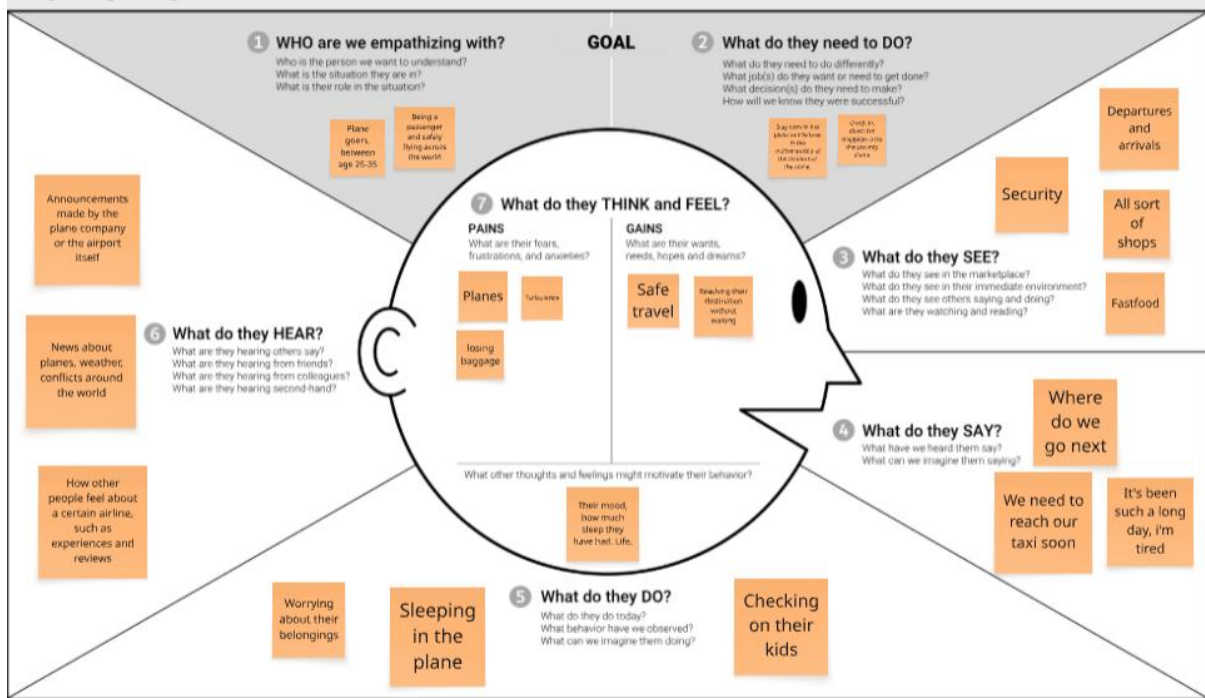 1 WHO are we empathizing with?
Who is the person we want to understand?
What is the situation they are in?
What is their role in the situation?
Plane
goers,
between
age 25-35.
Being a
passenger
and safely
flying across
the world
GOAL
2 What do they need to DO?
What do they need to do differently?
What job(s) do they want or need to get done?
What decision(s) do they need to make?
How will we know they were successful?
Departures
and
arrivals
Security
All sort
of
shops
Fastfood
3 What do they SEE?
What do they see in the marketplace?
What do they see in their immediate environment?
What do they see others saying and doing?
What are they watching and reading?
4 What do they SAY?
What have we heard them say?
What can we imagine them saying?
Where
do we
go next
We need to
reach our
taxi soon
It's been
such a long
day, i'm
tired
5 What do they DO?
What do they do today?
What behavior have we observed?
What can we imagine them doing?
Worrying
about their
belongings
Sleeping
in the
plane
Checking
on their
kids
6 What do they HEAR?
What are they hearing others say?
What are they hearing from friends?
What are they hearing from colleagues?
What are they hearing second-hand?
Announcements
made by the
plane company
or the airport
itself
News about
planes, weather,
conflicts around
the world
How other
people feel about
a certain airline,
such as
experiences and
reviews
7 What do they THINK and FEEL?
PAINS
What are their fears,
frustrations, and anxieties?
Planes
Turbulence
losing
baggage
GAINS
What are their wants,
needs, hopes and dreams?
Safe
travel
Reaching their
destination
without
What other thoughts and feelings might motivate their behavior?
Their mood,
how much
sleep they
have had. Life.